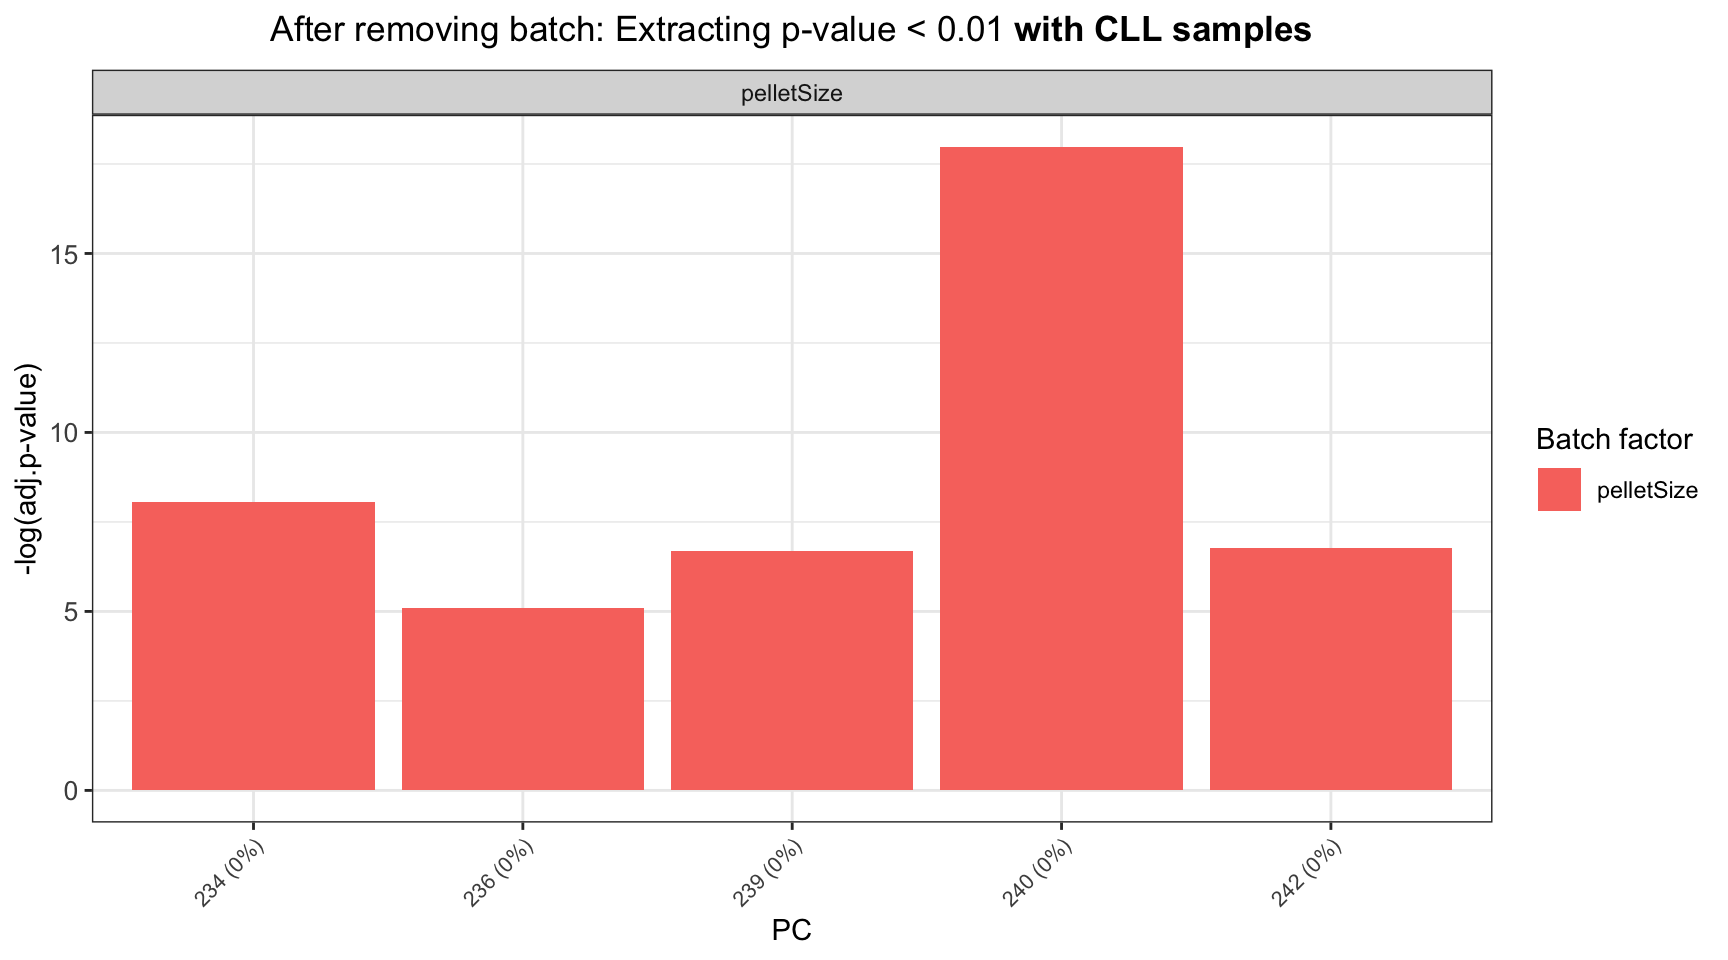 After removing batch: Extracting p-value < 0.01 with CLL samples
pelletSize
-log(adj.p-value)
15
10
5
0
234 (0%)
236 (0%)
239 (0%)
240 (0%)
242 (0%)
PC
Batch factor
pelletSize